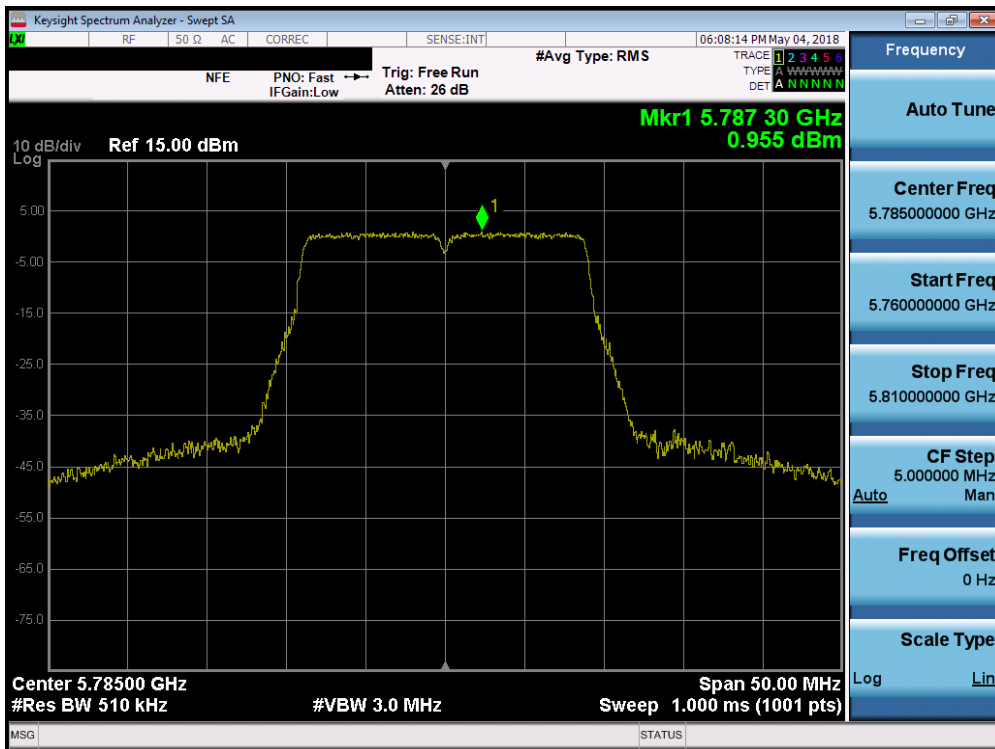 Keysight Spectrum Analyzer - Swept SA
LXI RF 50 Ω AC CORREC SENSE:INT 06:08:14 PM May 04, 2018
NFE PNO: Fast Trig: Free Run #Avg Type: RMS TRACE 1 2 3 4 5 6
IFGain:Low Atten: 26 dB TYPE A WWWWWW
DET A N N N N N
Mkr1 5.787 30 GHz
0.955 dBm
10 dB/div Ref 15.00 dBm
Log
1
5.00
-5.00
-15.0
-25.0
-35.0
-45.0
-55.0
-65.0
-75.0
Center 5.78500 GHz Span 50.00 MHz
#Res BW 510 kHz #VBW 3.0 MHz Sweep 1.000 ms (1001 pts)
MSG STATUS
Frequency
Auto Tune
Center Freq
5.785000000 GHz
Start Freq
5.760000000 GHz
Stop Freq
5.810000000 GHz
CF Step
5.000000 MHz
Auto Man
Freq Offset
0 Hz
Scale Type
Log Lin